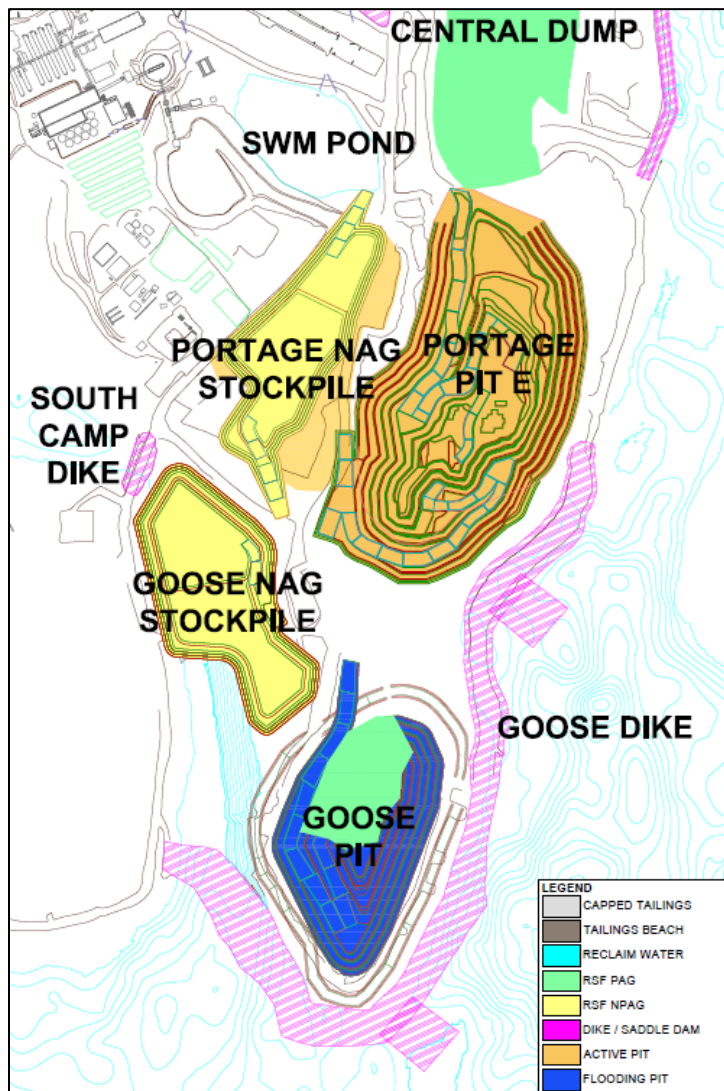 CENTRAL DUMP
SWM POND
PORTAGE NAG
STOCKPILE
PORTAGE
PIT E
SOUTH
CAMP
DIKE
GOOSE NAG
STOCKPILE
GOOSE DIKE
GOOSE
PIT
LEGEND
CAPPED TAILINGS
TAILINGS BEACH
RECLAIM WATER
RSF PAG
RSF NPAG
DIKE / SADDLE DAM
ACTIVE PIT
FLOODING PIT